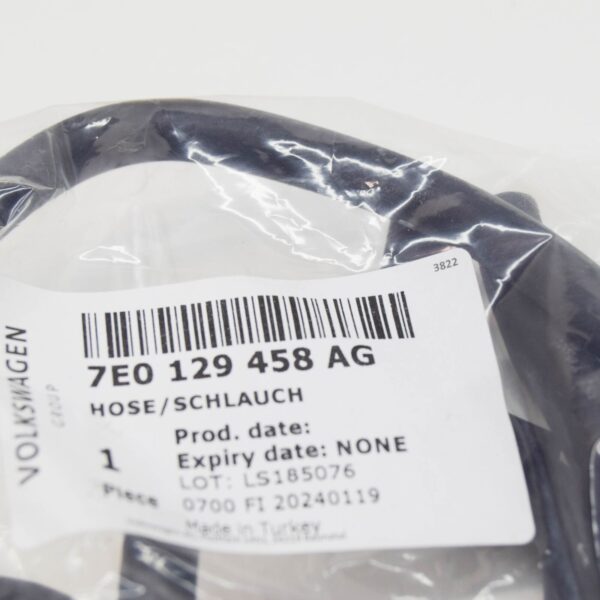 3822
VOLKSWAGEN
GROUP
7E0 129 458 AG
HOSE/SCHLAUCH
Prod. date:
1 Expiry date: NONE
LOT: LS185076
Piece 0700 FI 20240119
Made in Turkey